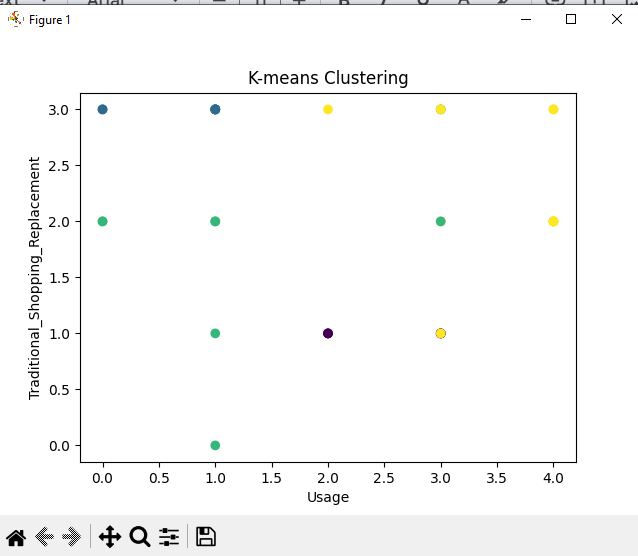 Figure 1
K-means Clustering
3.0
2.5
2.0
1.5
1.0
0.5
0.0
Traditional_Shopping_Replacement
0.0 0.5 1.0 1.5 2.0 2.5 3.0 3.5 4.0
Usage